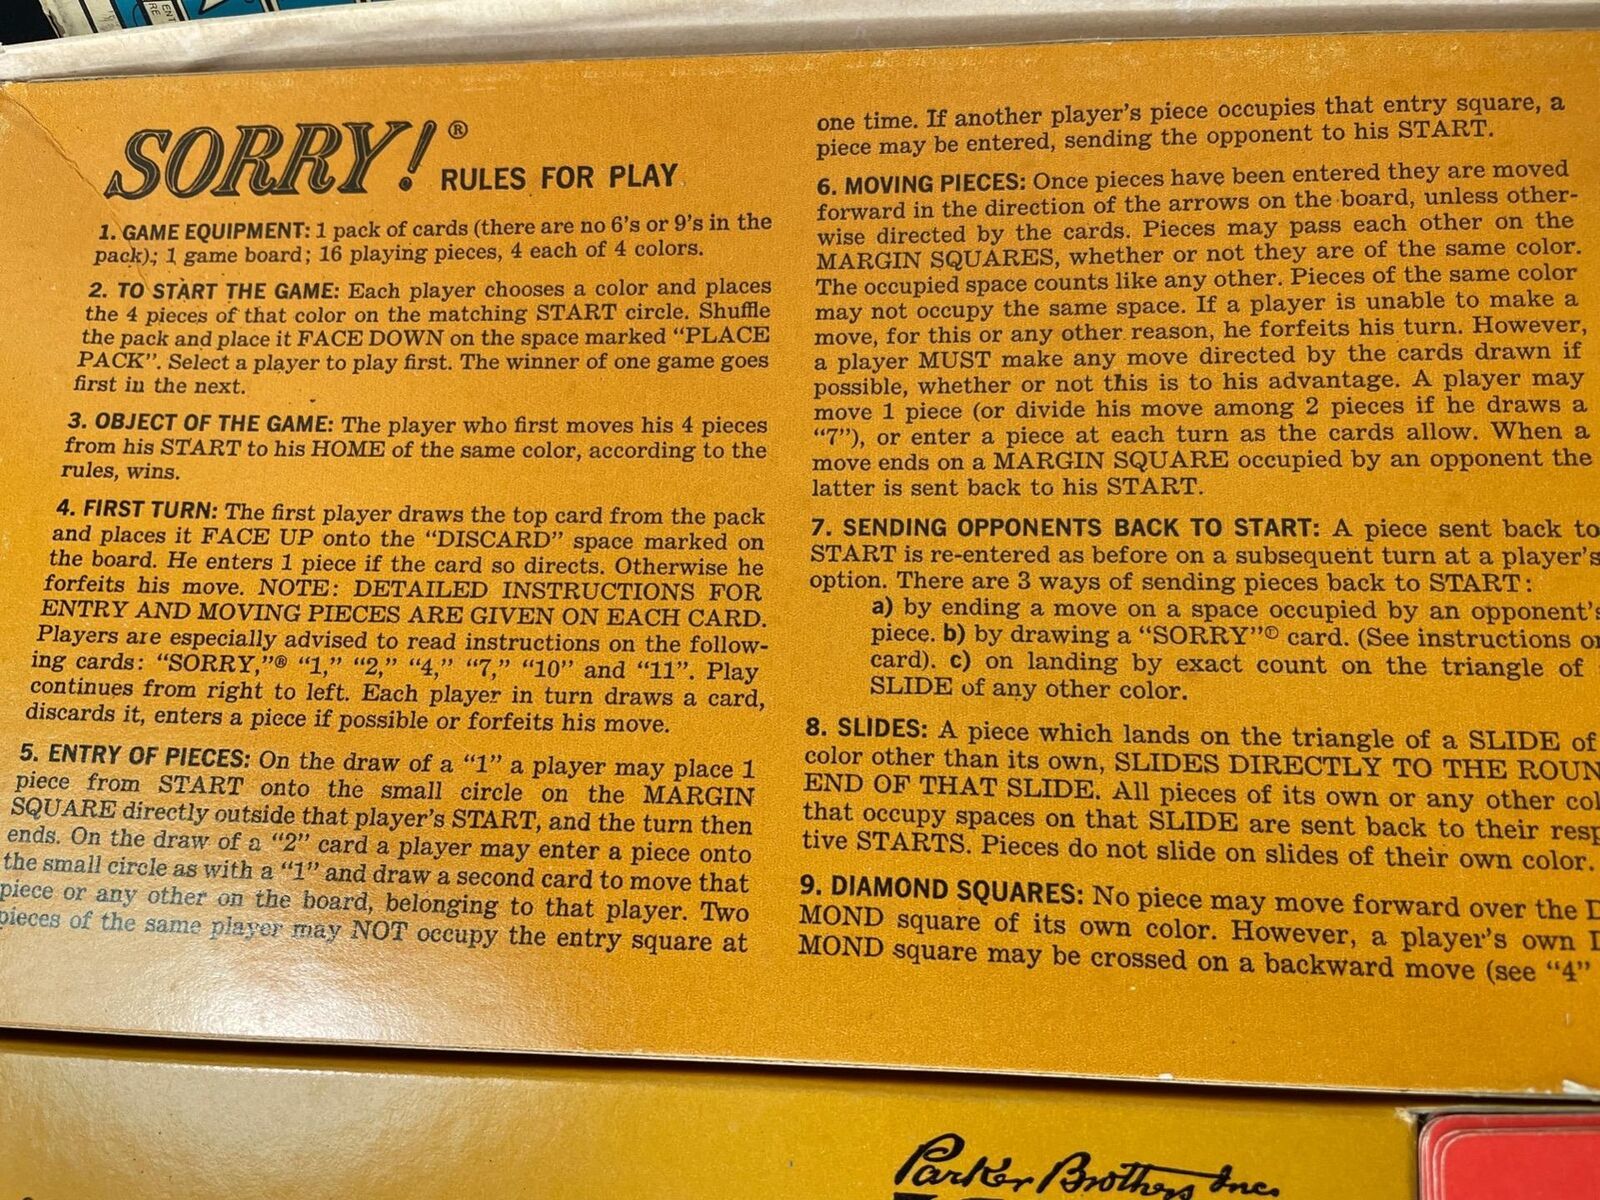 ENT
RE
SORRY!® RULES FOR PLAY
1. GAME EQUIPMENT: 1 pack of cards (there are no 6's or 9's in the
pack); 1 game board; 16 playing pieces, 4 each of 4 colors.
2. TO START THE GAME: Each player chooses a color and places
the 4 pieces of that color on the matching START circle. Shuffle
the pack and place it FACE DOWN on the space marked "PLACE
PACK". Select a player to play first. The winner of one game goes
first in the next.
3. OBJECT OF THE GAME: The player who first moves his 4 pieces
from his START to his HOME of the same color, according to the
rules, wins.
4. FIRST TURN: The first player draws the top card from the pack
and places it FACE UP onto the "DISCARD" space marked on
the board. He enters 1 piece if the card so directs. Otherwise he
forfeits his move. NOTE: DETAILED INSTRUCTIONS FOR
ENTRY AND MOVING PIECES ARE GIVEN ON EACH CARD.
Players are especially advised to read instructions on the follow-
ing cards: "SORRY,"® "1," "2," "4," "7," "10" and "11". Play
continues from right to left. Each player in turn draws a card,
discards it, enters a piece if possible or forfeits his move.
5. ENTRY OF PIECES: On the draw of a "1" a player may place 1
piece from START onto the small circle on the MARGIN
SQUARE directly outside that player's START, and the turn then
ends. On the draw of a "2" card a player may enter a piece onto
the small circle as with a "1" and draw a second card to move that
piece or any other on the board, belonging to that player. Two
pieces of the same player may NOT occupy the entry square at
one time. If another player's piece occupies that entry square, a
piece may be entered, sending the opponent to his START.
6. MOVING PIECES: Once pieces have been entered they are moved
forward in the direction of the arrows on the board, unless other-
wise directed by the cards. Pieces may pass each other on the
MARGIN SQUARES, whether or not they are of the same color.
The occupied space counts like any other. Pieces of the same color
may not occupy the same space. If a player is unable to make a
move, for this or any other reason, he forfeits his turn. However,
a player MUST make any move directed by the cards drawn if
possible, whether or not this is to his advantage. A player may
move 1 piece (or divide his move among 2 pieces if he draws a
"7"), or enter a piece at each turn as the cards allow. When a
move ends on a MARGIN SQUARE occupied by an opponent the
latter is sent back to his START.
7. SENDING OPPONENTS BACK TO START: A piece sent back to
START is re-entered as before on a subsequent turn at a player's
option. There are 3 ways of sending pieces back to START:
a) by ending a move on a space occupied by an opponent's
piece. b) by drawing a "SORRY"® card. (See instructions on
card). c) on landing by exact count on the triangle of
SLIDE of any other color.
8. SLIDES: A piece which lands on the triangle of a SLIDE of
color other than its own, SLIDES DIRECTLY TO THE ROUN
END OF THAT SLIDE. All pieces of its own or any other col
that occupy spaces on that SLIDE are sent back to their resp
tive STARTS. Pieces do not slide on slides of their own color.
9. DIAMOND SQUARES: No piece may move forward over the D
MOND square of its own color. However, a player's own D
MOND square may be crossed on a backward move (see "4"
Parker Brothers Inc.